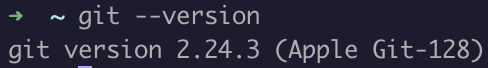 ➜  ~ git --version
git version 2.24.3 (Apple Git-128)